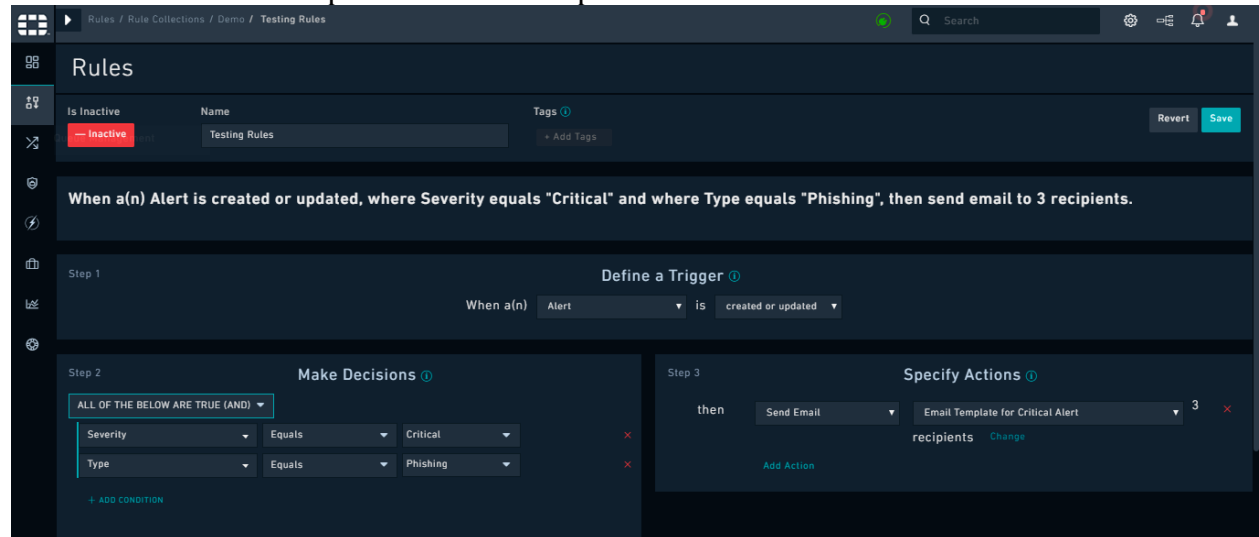 Rules / Rule Collections / Demo / Testing Rules
Search
Rules
Is Inactive Name Tags
— Inactive Testing Rules + Add Tags Revert Save
When a(n) Alert is created or updated, where Severity equals "Critical" and where Type equals "Phishing", then send email to 3 recipients.
Step 1 Define a Trigger
When a(n) Alert is created or updated
Step 2 Make Decisions
ALL OF THE BELOW ARE TRUE (AND)
Severity Equals Critical
Type Equals Phishing
+ ADD CONDITION
Step 3 Specify Actions
then Send Email Email Template for Critical Alert 3
recipients Change
Add Action